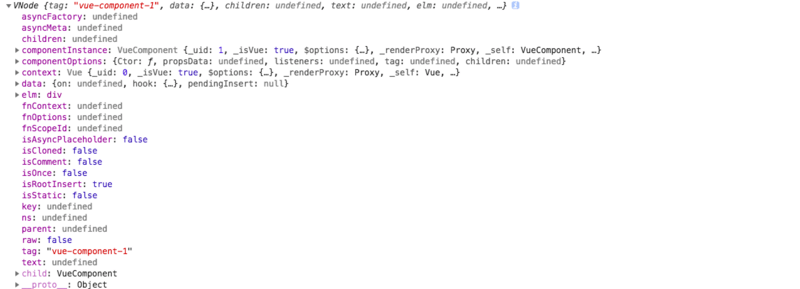 VNode {tag: "vue-component-1", data: {…}, children: undefined, text: undefined, elm: undefined, …} i
asyncFactory: undefined
asyncMeta: undefined
children: undefined
componentInstance: VueComponent {_uid: 1, _isVue: true, $options: {…}, _renderProxy: Proxy, _self: VueComponent, …}
componentOptions: {Ctor: ƒ, propsData: undefined, listeners: undefined, tag: undefined, children: undefined}
context: Vue {_uid: 0, _isVue: true, $options: {…}, _renderProxy: Proxy, _self: Vue, …}
data: {on: undefined, hook: {…}, pendingInsert: null}
elm: div
fnContext: undefined
fnOptions: undefined
fnScopeId: undefined
isAsyncPlaceholder: false
isCloned: false
isComment: false
isOnce: false
isRootInsert: true
isStatic: false
key: undefined
ns: undefined
parent: undefined
raw: false
tag: "vue-component-1"
text: undefined
child: VueComponent
__proto__: Object